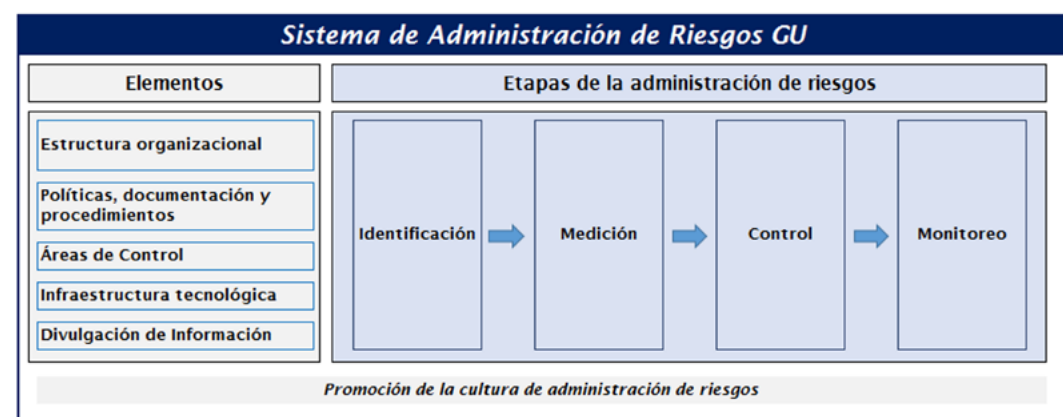 Sistema de Administración de Riesgos GU
Elementos
Etapas de la administración de riesgos
Estructura organizacional
Políticas, documentación y
procedimientos
Áreas de Control
Infraestructura tecnológica
Divulgación de Información
Identificación
Medición
Control
Monitoreo
Promoción de la cultura de administración de riesgos